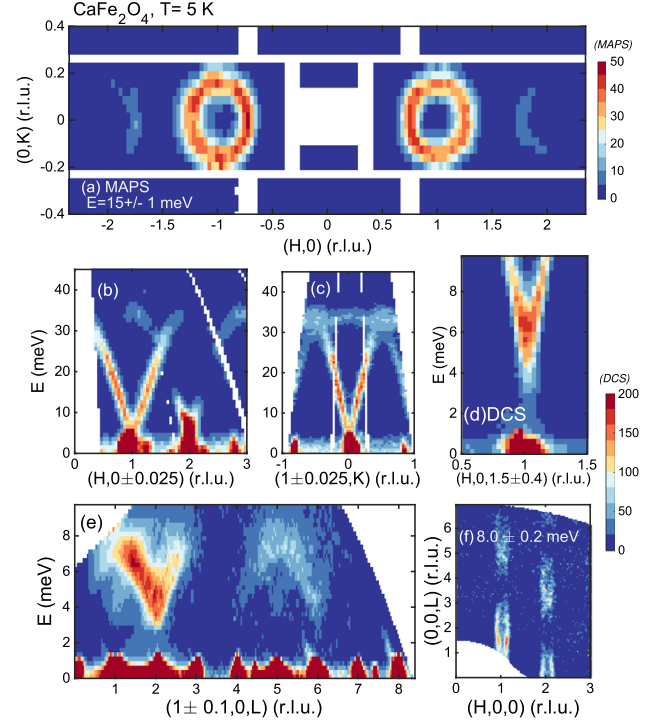 CaFe₂O₄, T= 5 K
(MAPS)
0.4
0.2
0
-0.2
-0.4
(0,K) (r.l.u.)
(a) MAPS
E=15+/- 1 meV
-2 -1.5 -1 -0.5 0 0.5 1 1.5 2
(H,0) (r.l.u.)
50
40
30
20
10
0
(b)
40
30
20
10
0
E (meV)
0 1 2 3
(H,0±0.025) (r.l.u.)
(c)
40
30
20
10
0
-1 0 1
(1±0.025,K) (r.l.u.)
8
6
4
2
0
E (meV)
(d)DCS
0.5 1 1.5
(H,0,1.5±0.4) (r.l.u.)
(DCS)
200
150
100
50
0
(e)
8
6
4
2
0
E (meV)
1 2 3 4 5 6 7 8
(1± 0.1,0,L) (r.l.u.)
(f) 8.0 ± 0.2 meV
6
5
4
3
2
1
(0,0,L) (r.l.u.)
0 1 2 3
(H,0,0) (r.l.u.)